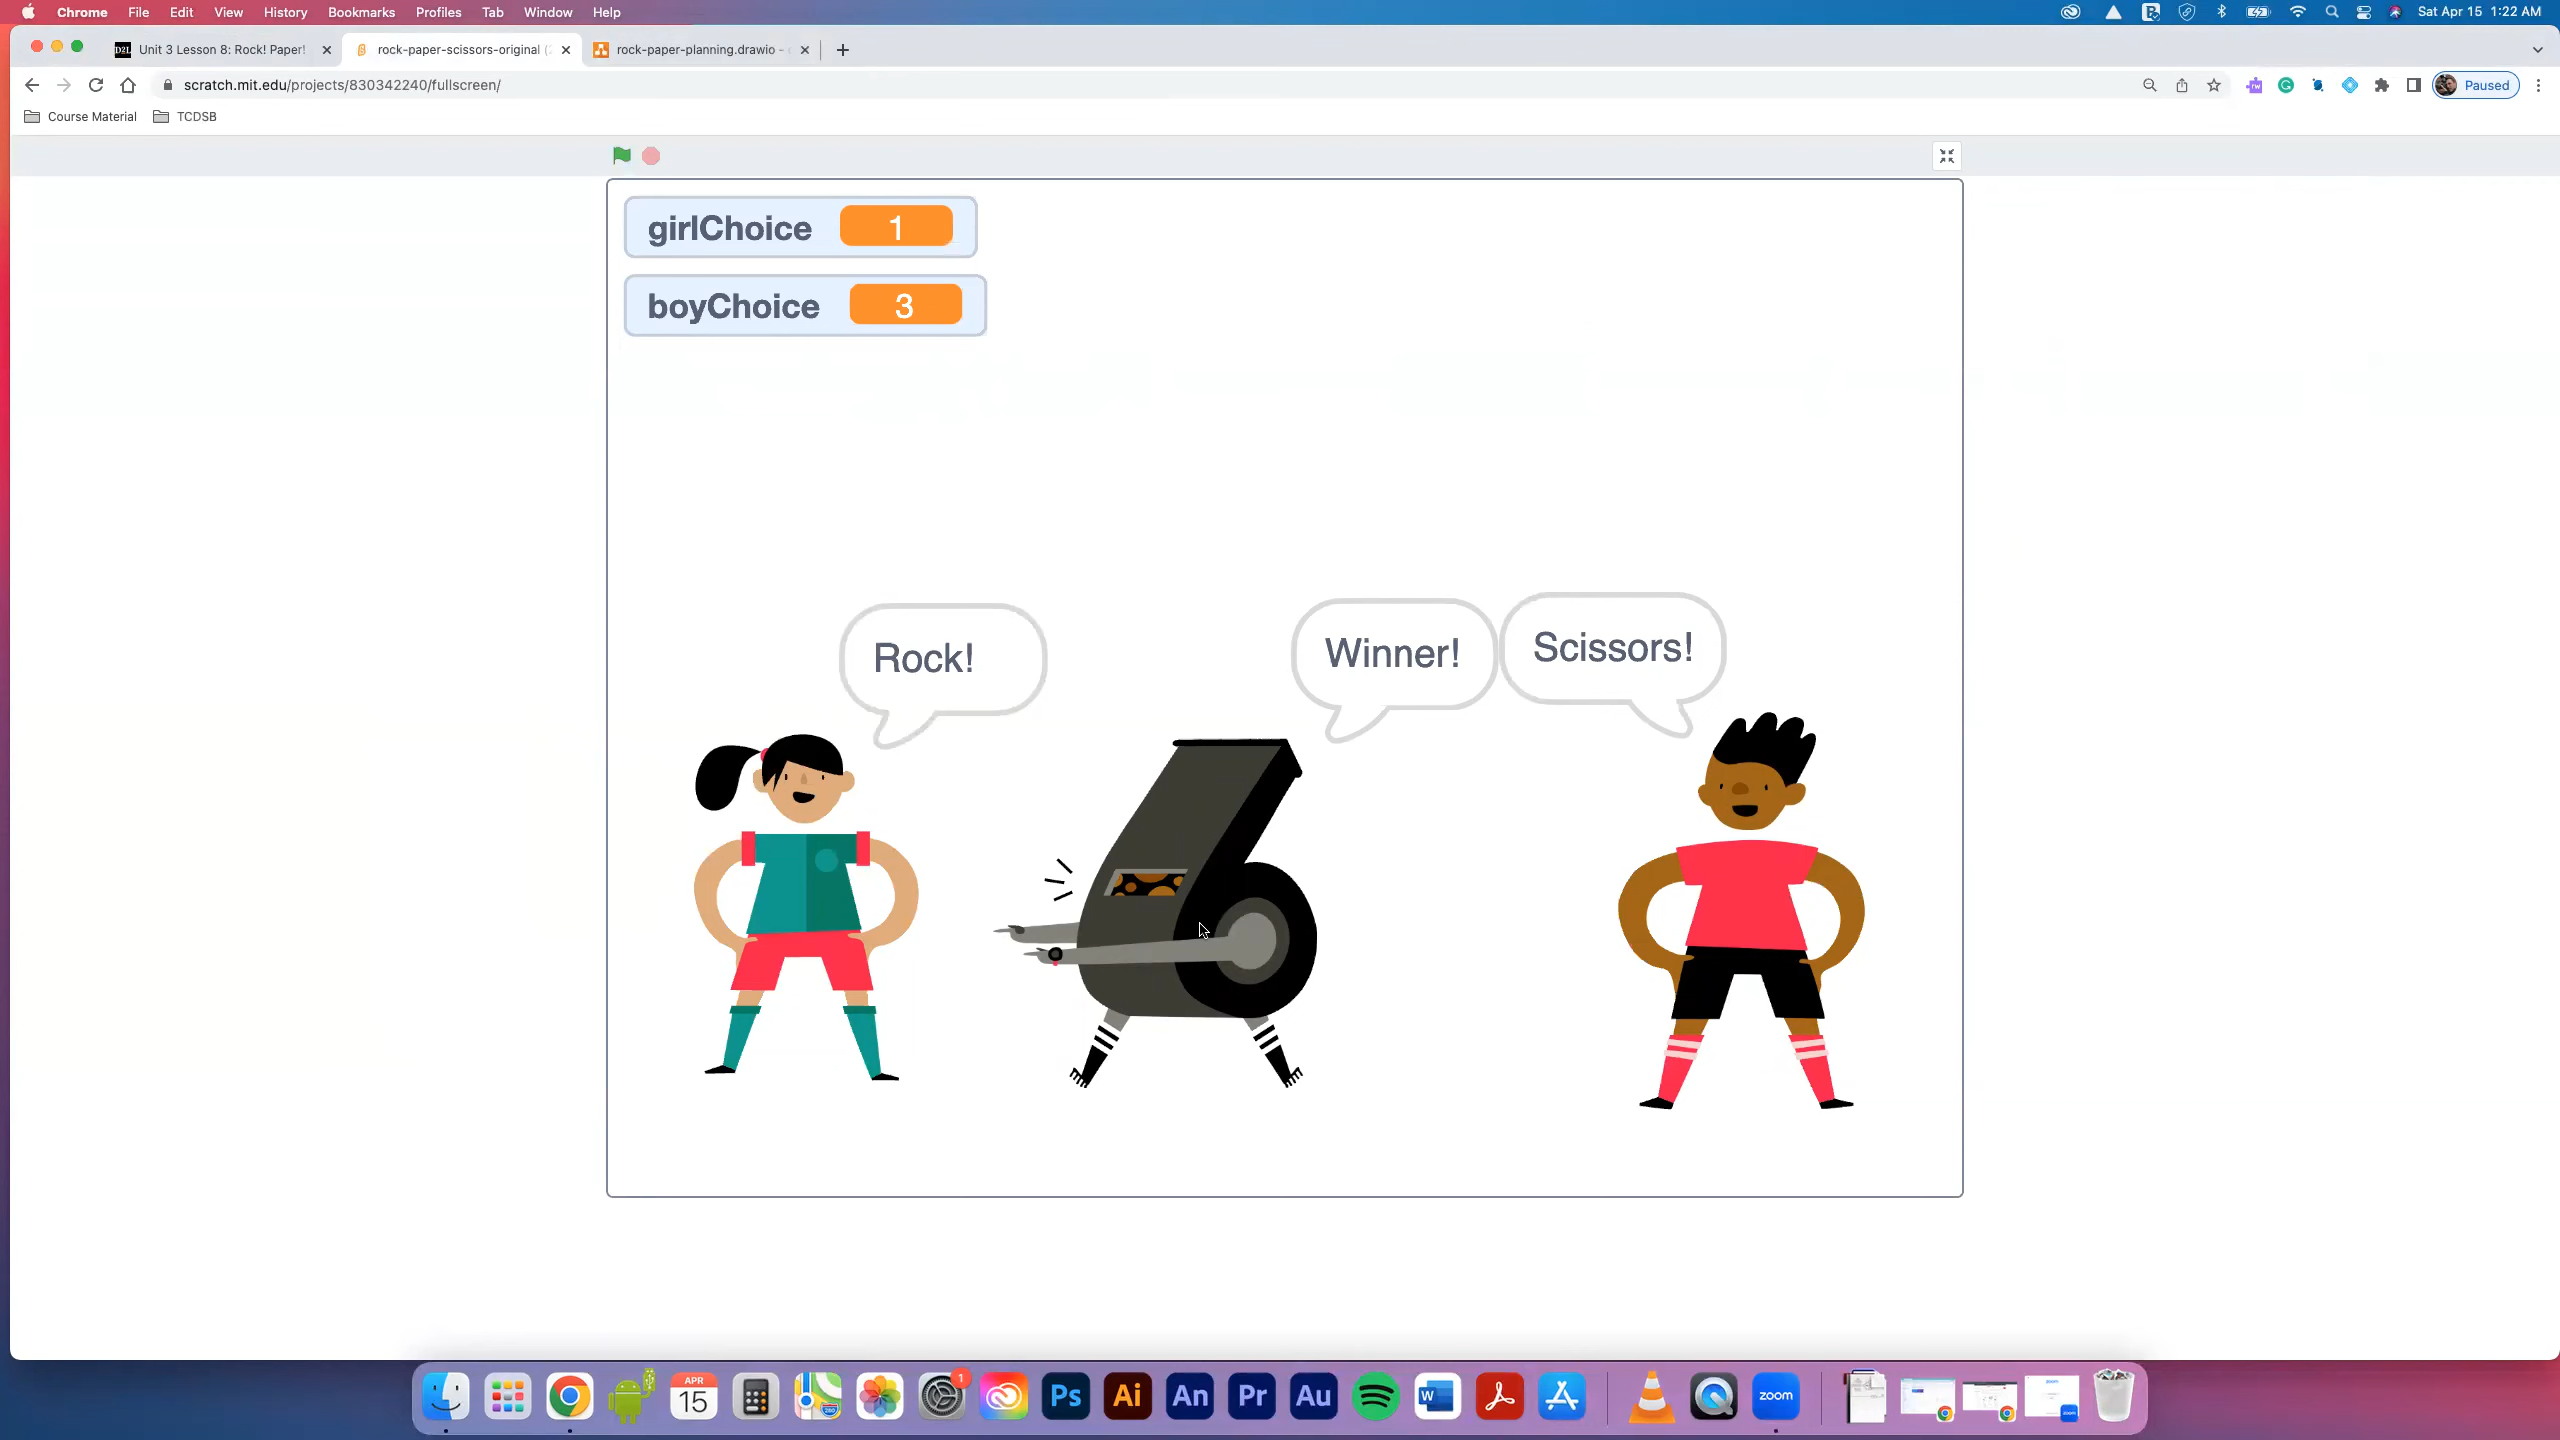 Chrome File Edit View History Bookmarks Profiles Tab Window Help
Sat Apr 15 1:22 AM
D2L Unit 3 Lesson 8: Rock! Paper!
rock-paper-scissors-original (
rock-paper-planning.drawio -
scratch.mit.edu/projects/830342240/fullscreen/
Paused
Course Material
TCDSB
girlChoice 1
boyChoice 3
Rock!
Winner!
Scissors!
APR
15
1
Ps
Ai
An
Pr
Au
W
zoom